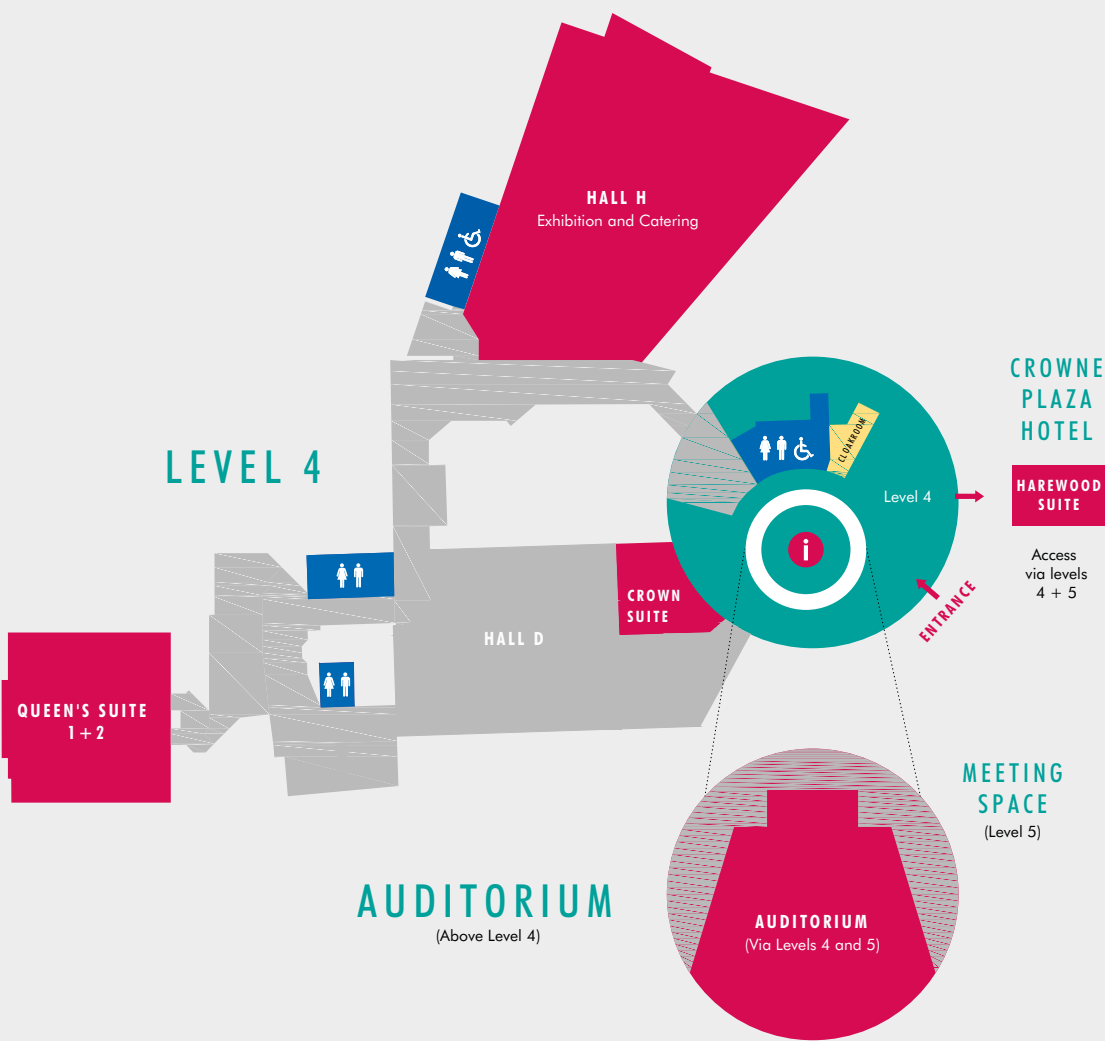 HALL H
Exhibition and Catering
CROWNE
PLAZA
HOTEL
LEVEL 4
CLOAKROOM
Level 4
HAREWOOD
SUITE
i
Access
via levels
4 + 5
CROWN
SUITE
ENTRANCE
HALL D
QUEEN'S SUITE
1+2
MEETING
SPACE
(Level 5)
AUDITORIUM
(Above Level 4)
AUDITORIUM
(Via Levels 4 and 5)